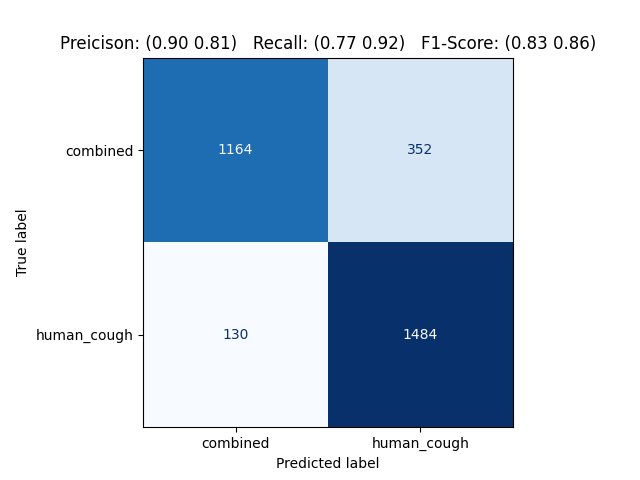 Preicison: (0.90 0.81)   Recall: (0.77 0.92)   F1-Score: (0.83 0.86)
True label
combined
1164 352
human_cough
130 1484
combined human_cough
Predicted label